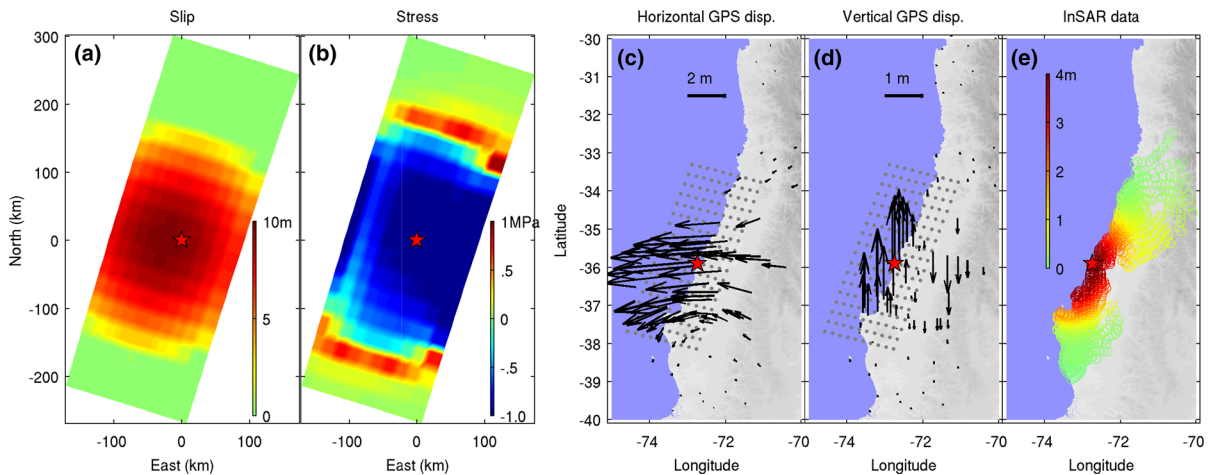 Slip
Stress
Horizontal GPS disp.
Vertical GPS disp.
InSAR data
(a)
(b)
(c)
(d)
(e)
300
200
100
0
-100
-200
North (km)
-100 0 100
East (km)
10m
5
0
-100 0 100
East (km)
1MPa
.5
0
-.5
-1.0
-30
-31
-32
-33
-34
-35
-36
-37
-38
-39
-40
Latitude
2 m
-74 -72 -70
Longitude
1 m
-74 -72 -70
Longitude
4m
3
2
1
0
-74 -72 -70
Longitude